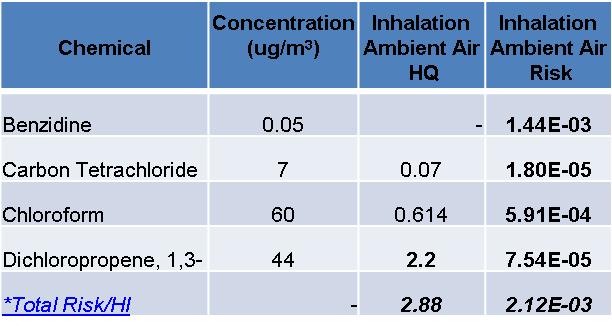 Chemical Concentration (ug/m³) Inhalation Ambient Air HQ Inhalation Ambient Air Risk
Benzidine 0.05 - 1.44E-03
Carbon Tetrachloride 7 0.07 1.80E-05
Chloroform 60 0.614 5.91E-04
Dichloropropene, 1,3- 44 2.2 7.54E-05
*Total Risk/HI - 2.88 2.12E-03